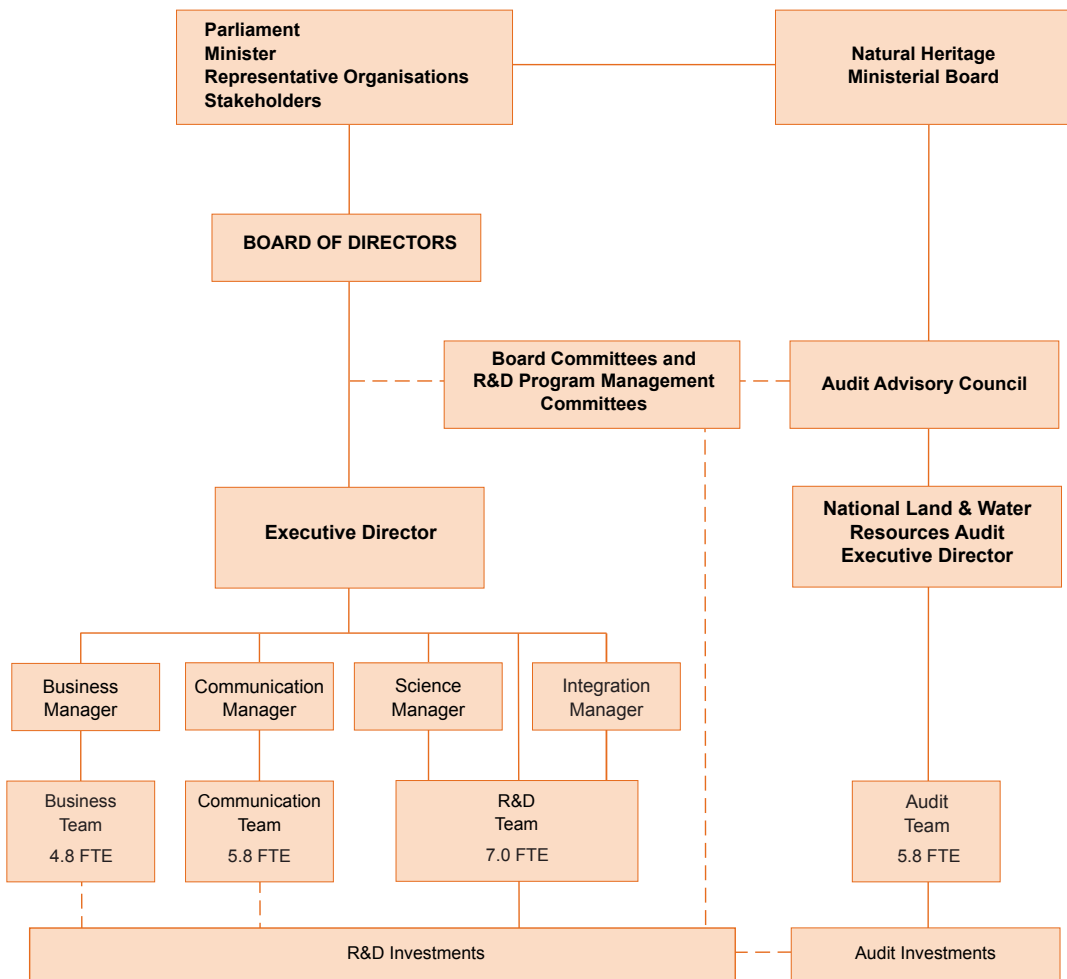 Parliament
Minister
Representative Organisations
Stakeholders
Natural Heritage
Ministerial Board
BOARD OF DIRECTORS
Board Committees and
R&D Program Management
Committees
Audit Advisory Council
Executive Director
National Land & Water
Resources Audit
Executive Director
Business
Manager
Communication
Manager
Science
Manager
Integration
Manager
Business
Team
4.8 FTE
Communication
Team
5.8 FTE
R&D
Team
7.0 FTE
Audit
Team
5.8 FTE
R&D Investments
Audit Investments